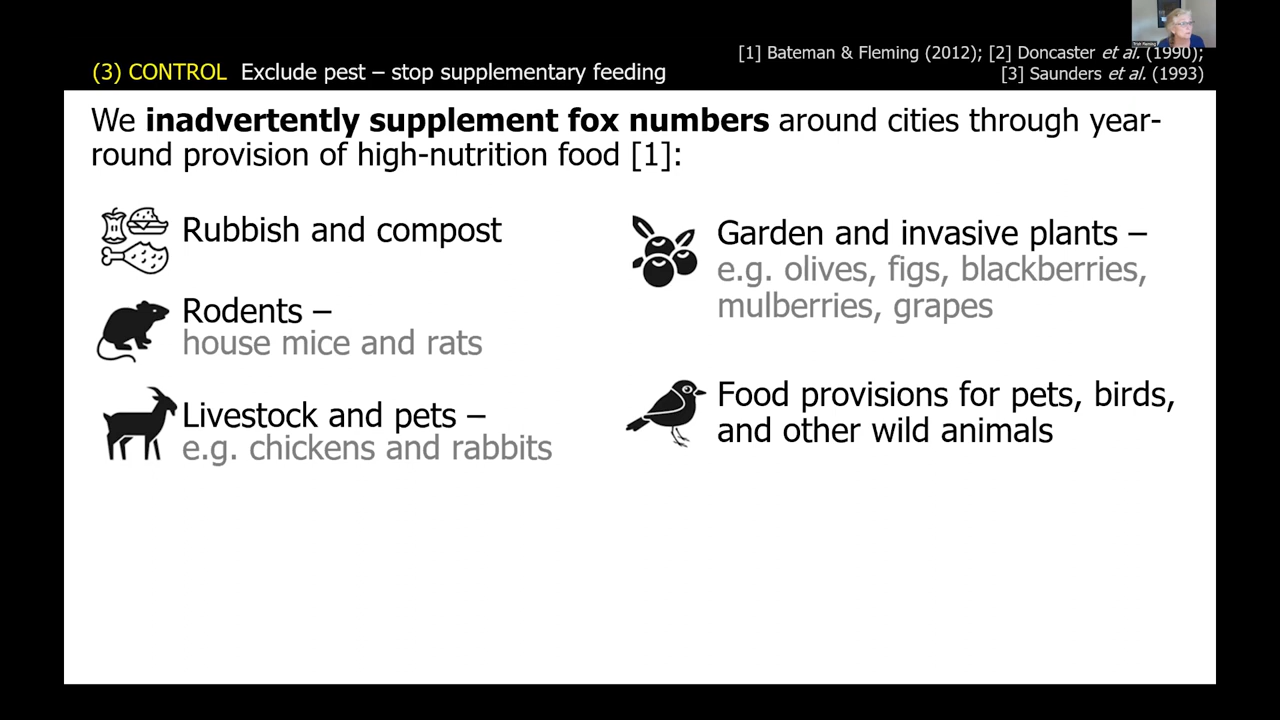 (3) CONTROL Exclude pest – stop supplementary feeding
[1] Bateman & Fleming (2012); [2] Doncaster et al. (1990);
[3] Saunders et al. (1993)
We inadvertently supplement fox numbers around cities through year-
round provision of high-nutrition food [1]:
Rubbish and compost
Rodents –
house mice and rats
Livestock and pets –
e.g. chickens and rabbits
Garden and invasive plants –
e.g. olives, figs, blackberries,
mulberries, grapes
Food provisions for pets, birds,
and other wild animals